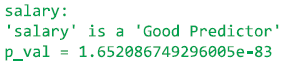 salary:
'salary' is a 'Good Predictor'
p_val = 1.652086749296005e-83